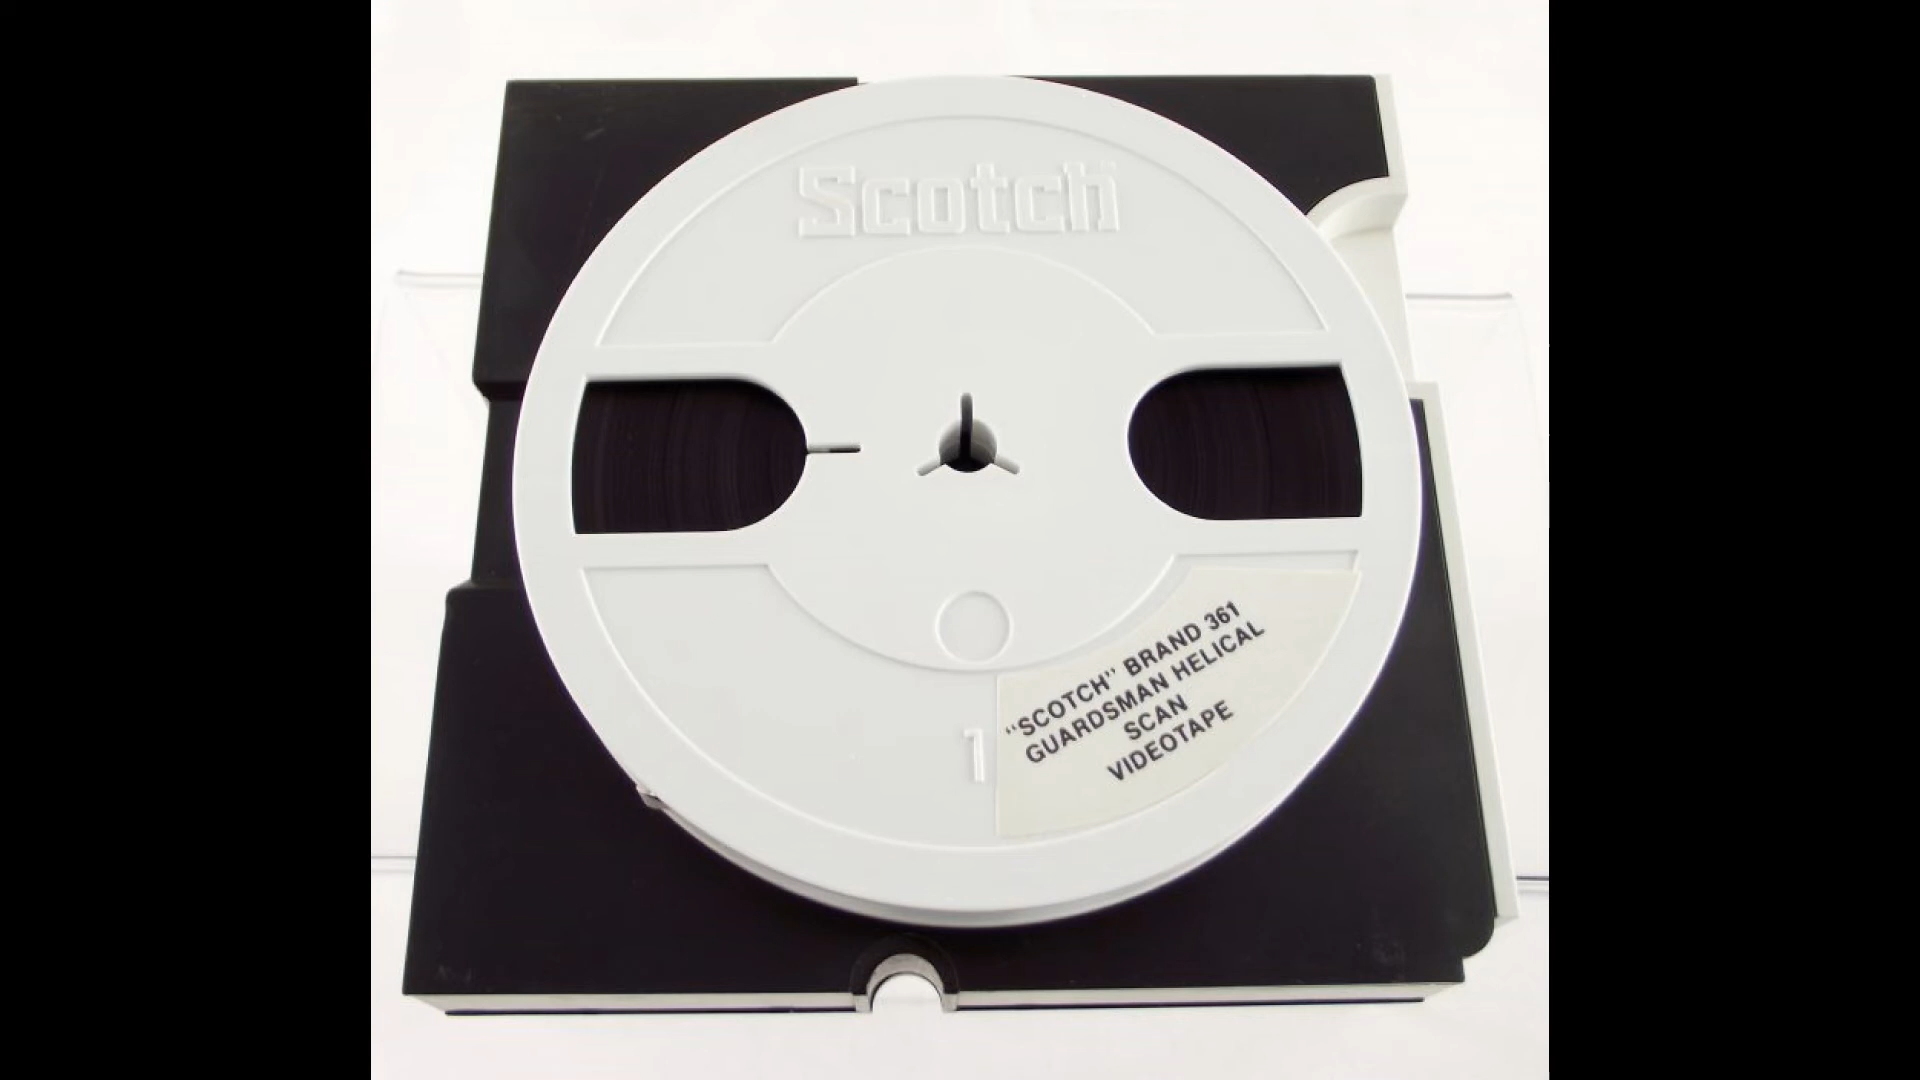 Scotch
1
“SCOTCH” BRAND 361
GUARDSMAN HELICAL
SCAN
VIDEOTAPE